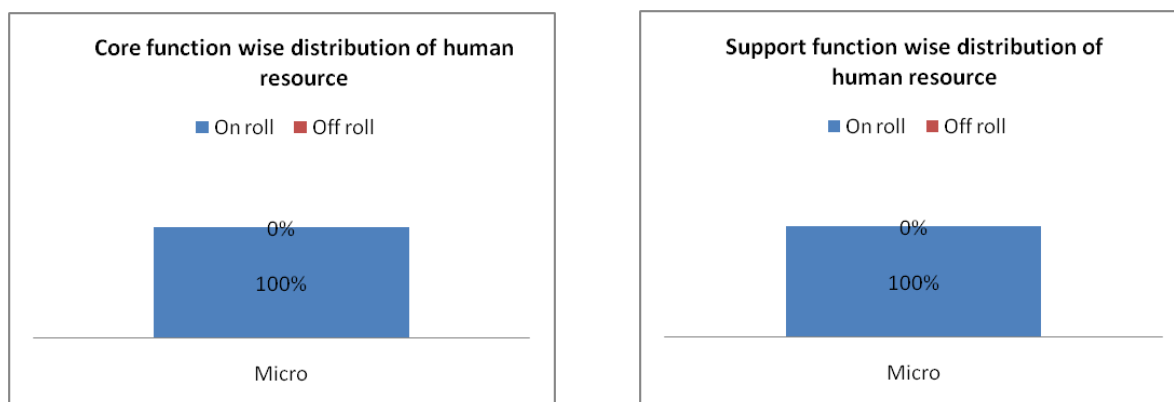 Core function wise distribution of human
resource
On roll Off roll
0%
100%
Micro
Support function wise distribution of
human resource
On roll Off roll
0%
100%
Micro